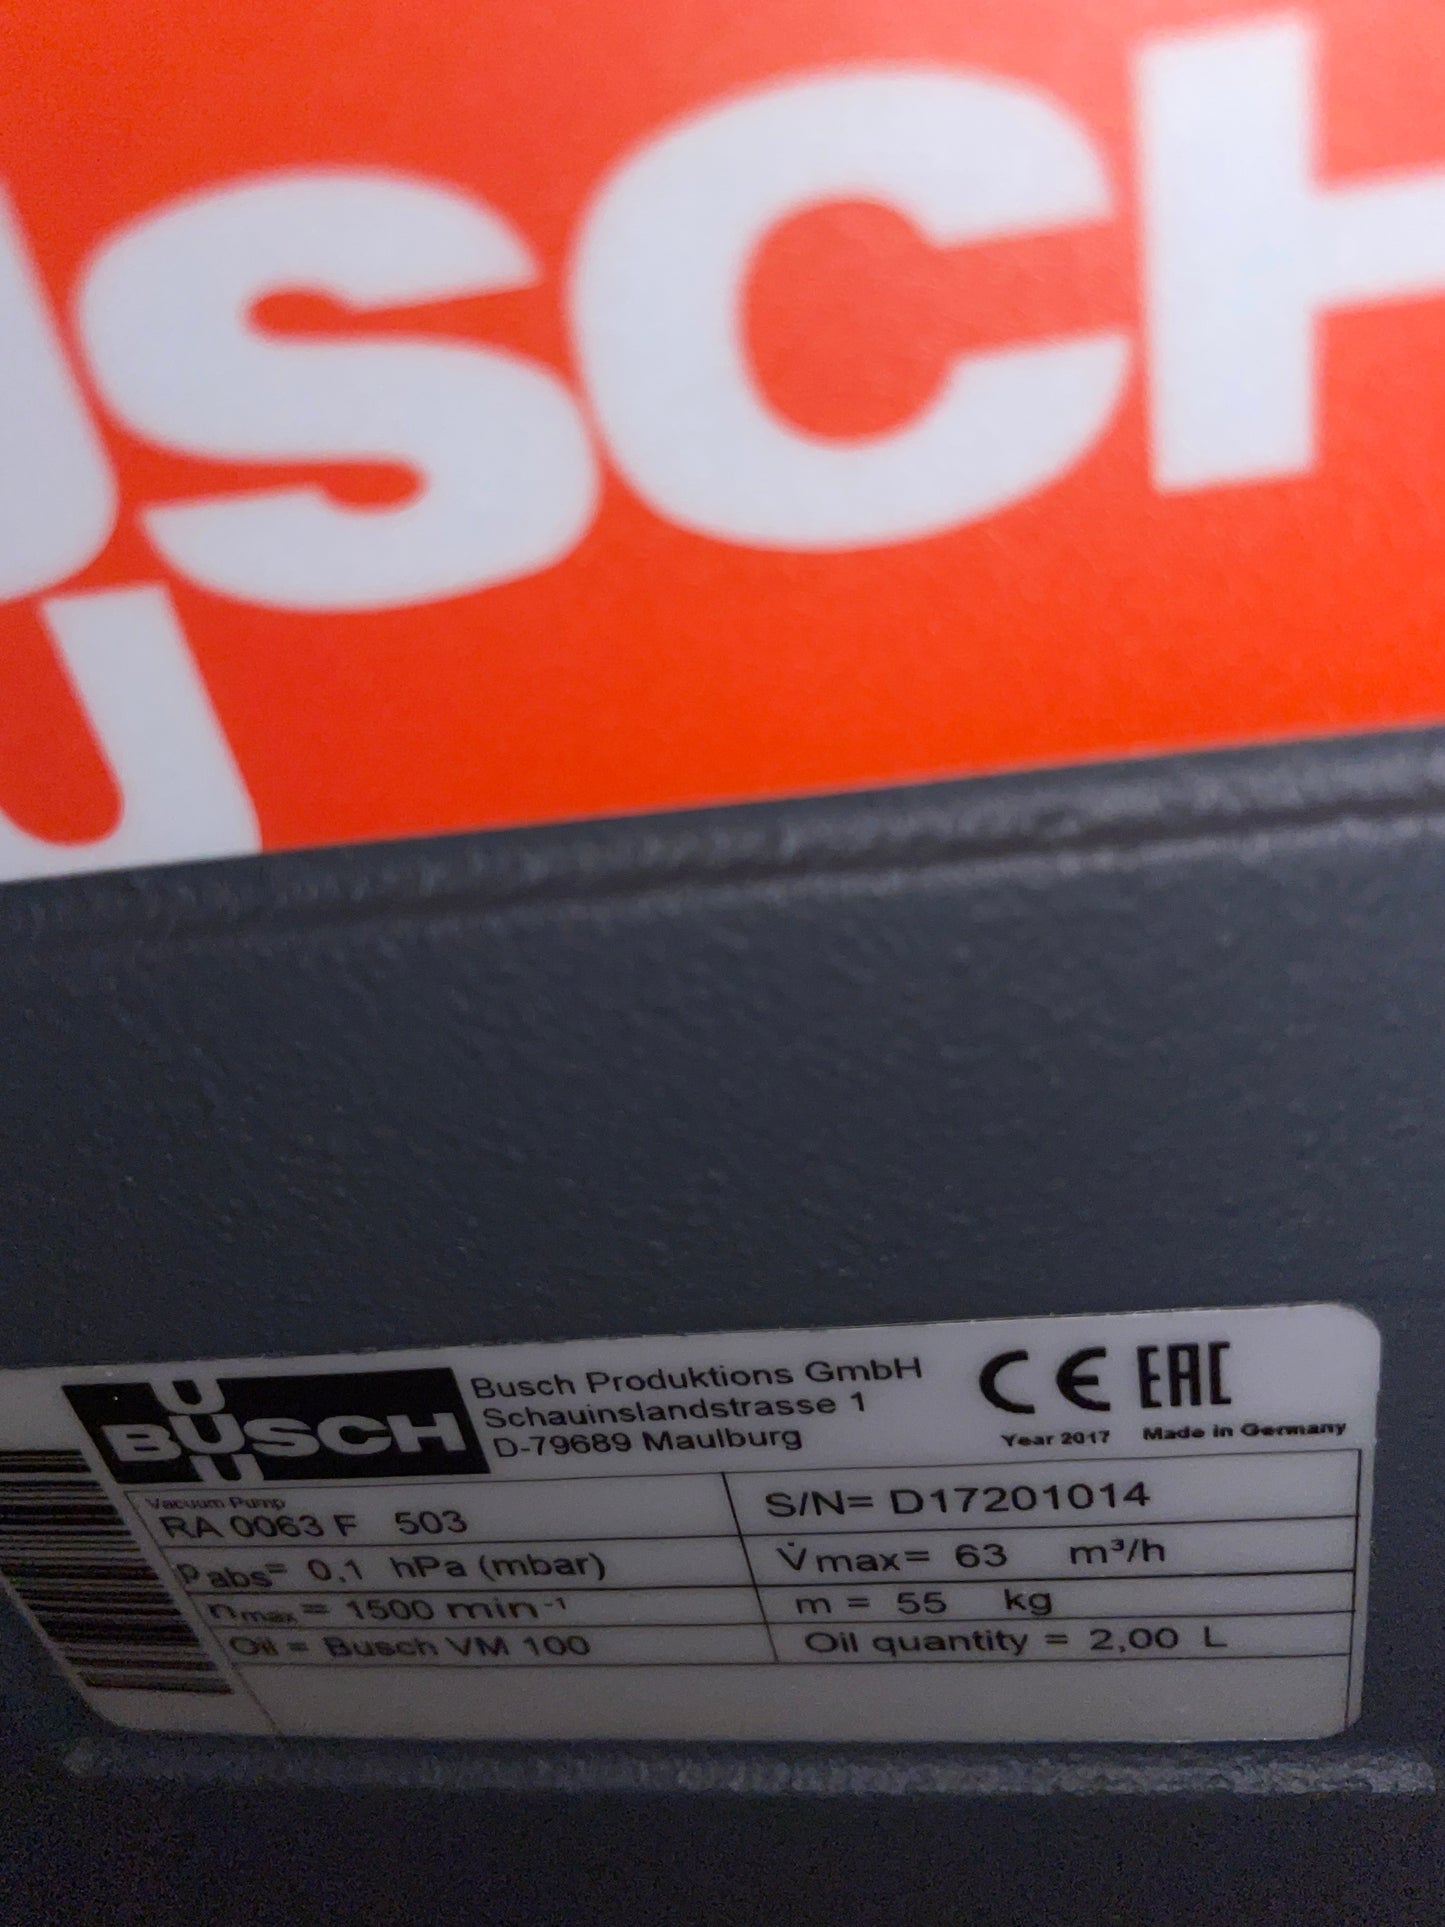 BUSCH
BUSCH
Busch Produktions GmbH
Schauinslandstrasse 1
D-79689 Maulburg
CE EAC
Year 2017 Made in Germany
Vacuum Pump
RA 0063 F 503
S/N= D17201014
Pabs= 0,1 hPa (mbar)
V̇max= 63 m³/h
nmax = 1500 min⁻¹
m = 55 kg
Oil = Busch VM 100
Oil quantity = 2,00 L